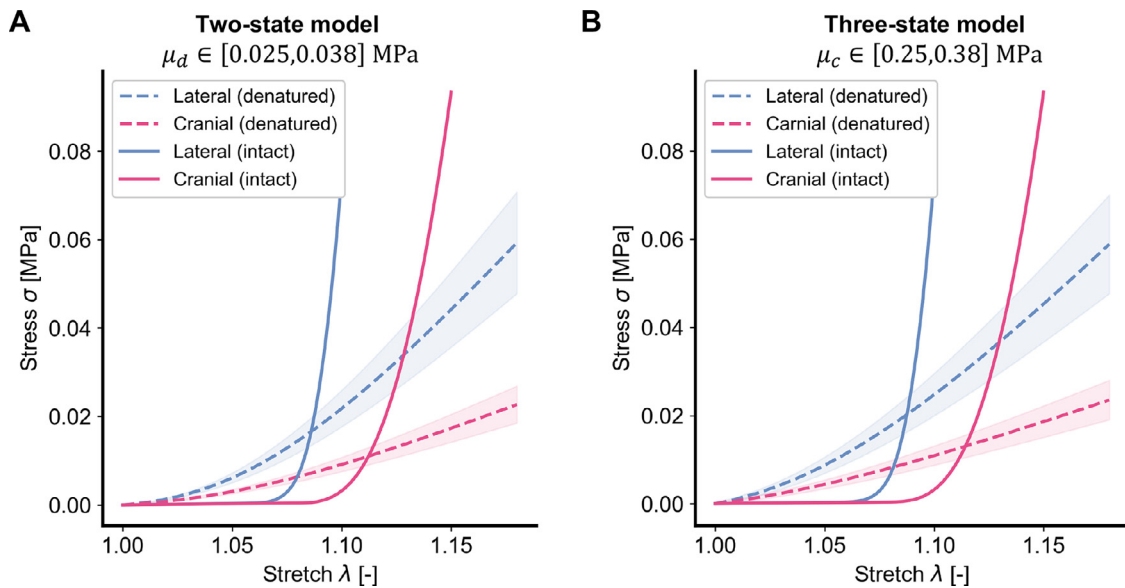 A
Two-state model
μd ∈ [0.025,0.038] MPa
Lateral (denatured)
Cranial (denatured)
Lateral (intact)
Cranial (intact)
Stress σ [MPa]
0.08
0.06
0.04
0.02
0.00
1.00 1.05 1.10 1.15
Stretch λ [-]
B
Three-state model
μc ∈ [0.25,0.38] MPa
Lateral (denatured)
Carnial (denatured)
Lateral (intact)
Cranial (intact)
Stress σ [MPa]
0.08
0.06
0.04
0.02
0.00
1.00 1.05 1.10 1.15
Stretch λ [-]